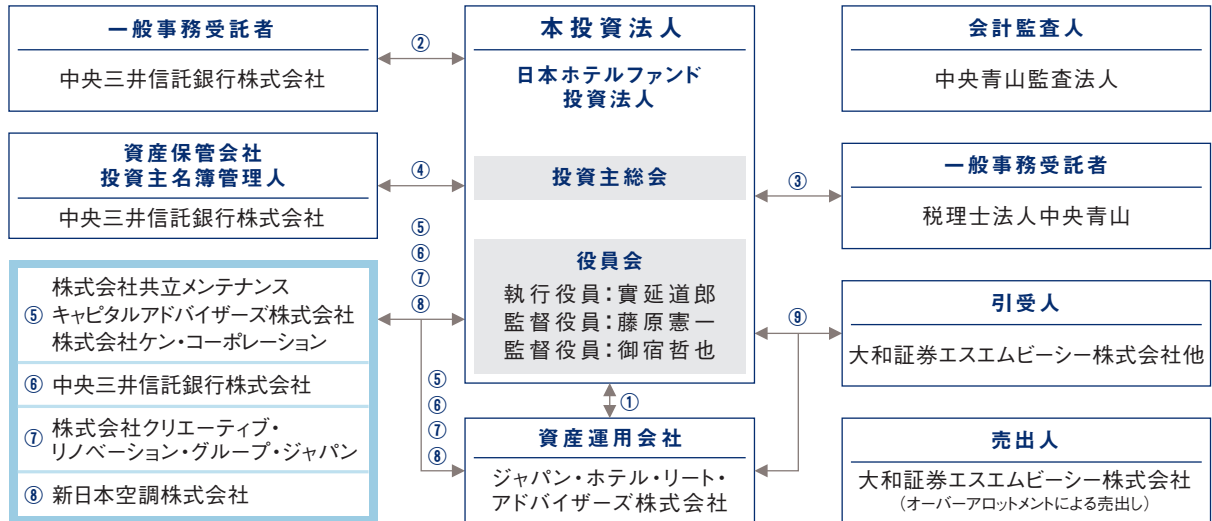 一般事務受託者
中央三井信託銀行株式会社
②
資産保管会社
投資主名簿管理人
中央三井信託銀行株式会社
④
⑤
⑥
⑦
⑧
株式会社共立メンテナンス
⑤ キャピタルアドバイザーズ株式会社
株式会社ケン・コーポレーション
⑥ 中央三井信託銀行株式会社
⑦ 株式会社クリエーティブ・
リノベーション・グループ・ジャパン
⑧ 新日本空調株式会社
⑤
⑥
⑦
⑧
本投資法人
日本ホテルファンド
投資法人
投資主総会
役員会
執行役員：實延道郎
監督役員：藤原憲一
監督役員：御宿哲也
①
資産運用会社
ジャパン・ホテル・リート・
アドバイザーズ株式会社
会計監査人
中央青山監査法人
③
一般事務受託者
税理士法人中央青山
⑨
引受人
大和証券エスエムビーシー株式会社他
売出人
大和証券エスエムビーシー株式会社
（オーバーアロットメントによる売出し）